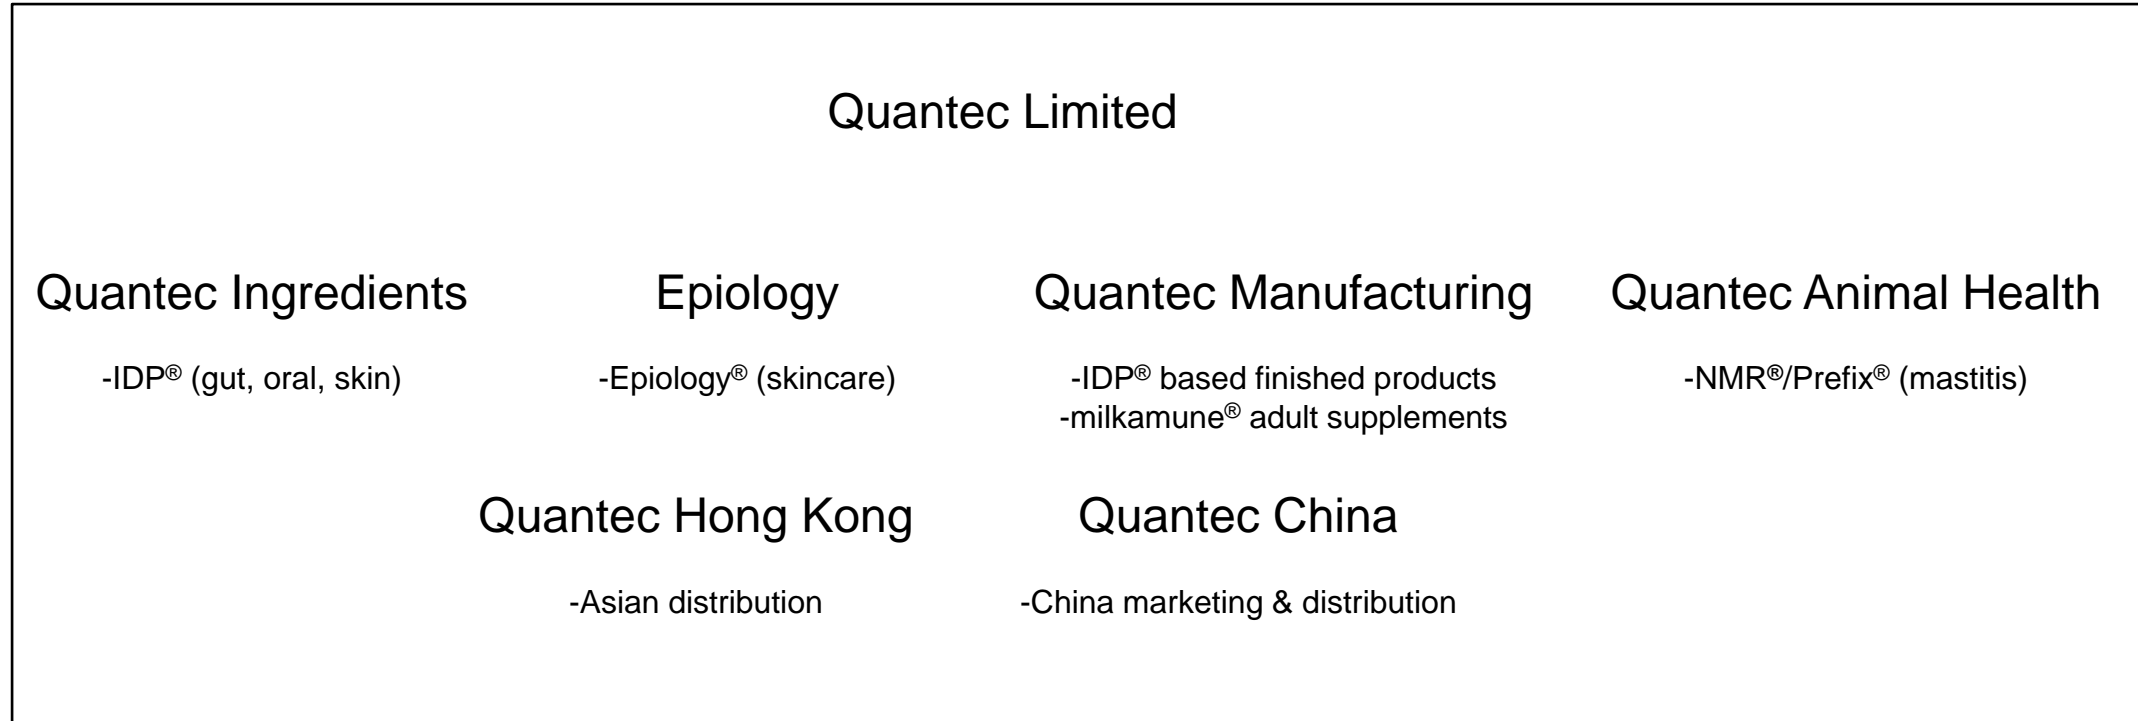 Quantec Limited
Quantec Ingredients
Epiology
Quantec Manufacturing
Quantec Animal Health
-IDP® (gut, oral, skin)
-Epiology® (skincare)
-IDP® based finished products
-milkamune® adult supplements
-NMR®/Prefix® (mastitis)
Quantec Hong Kong
Quantec China
-Asian distribution
-China marketing & distribution